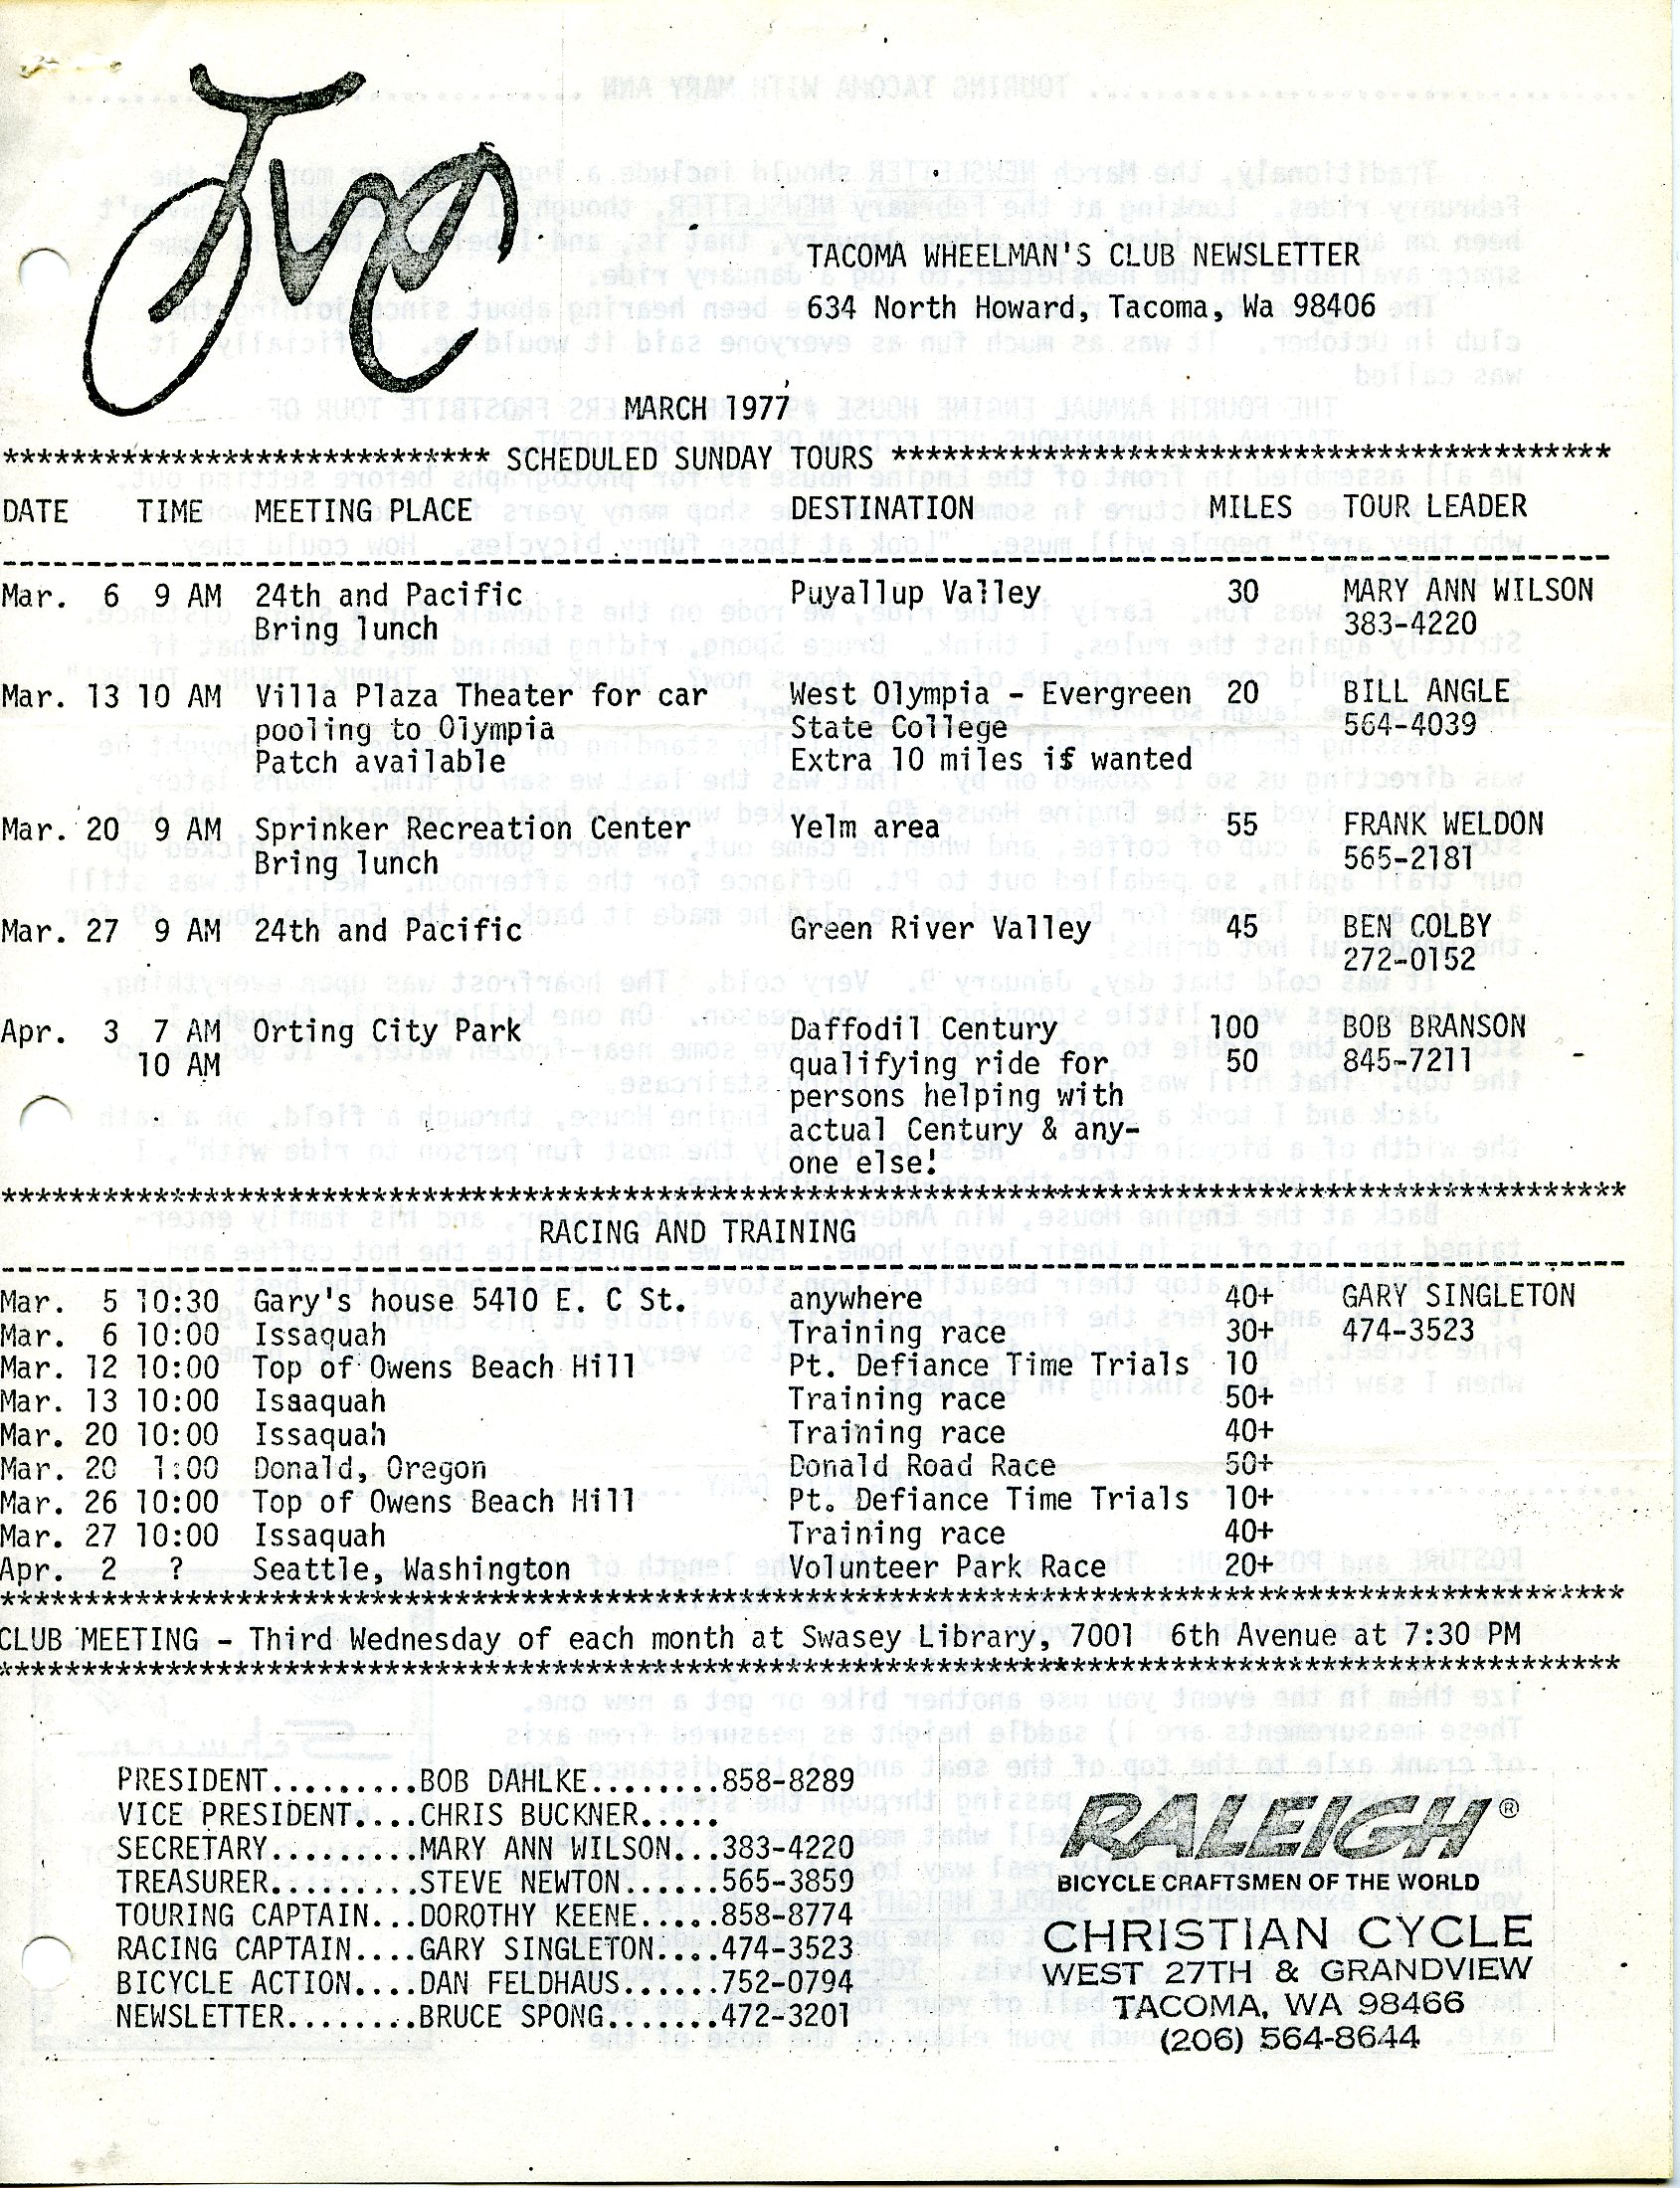 Twc
TACOMA WHEELMAN'S CLUB NEWSLETTER
634 North Howard, Tacoma, Wa 98406
MARCH 1977
***************************** SCHEDULED SUNDAY TOURS *******************************************
DATE TIME MEETING PLACE DESTINATION MILES TOUR LEADER
Mar. 6 9 AM 24th and Pacific Puyallup Valley 30 MARY ANN WILSON
Bring lunch 383-4220
Mar. 13 10 AM Villa Plaza Theater for car West Olympia - Evergreen 20 BILL ANGLE
pooling to Olympia State College 564-4039
Patch available Extra 10 miles if wanted
Mar. 20 9 AM Sprinker Recreation Center Yelm area 55 FRANK WELDON
Bring lunch 565-2181
Mar. 27 9 AM 24th and Pacific Green River Valley 45 BEN COLBY
272-0152
Apr. 3 7 AM Orting City Park Daffodil Century 100 BOB BRANSON
10 AM qualifying ride for 50 845-7211
persons helping with
actual Century & any-
one else!
RACING AND TRAINING
Mar. 5 10:30 Gary's house 5410 E. C St. anywhere 40+ GARY SINGLETON
Mar. 6 10:00 Issaquah Training race 30+ 474-3523
Mar. 12 10:00 Top of Owens Beach Hill Pt. Defiance Time Trials 10
Mar. 13 10:00 Issaquah Training race 50+
Mar. 20 10:00 Issaquah Training race 40+
Mar. 20 1:00 Donald, Oregon Donald Road Race 50+
Mar. 26 10:00 Top of Owens Beach Hill Pt. Defiance Time Trials 10+
Mar. 27 10:00 Issaquah Training race 40+
Apr. 2 ? Seattle, Washington Volunteer Park Race 20+
CLUB MEETING - Third Wednesday of each month at Swasey Library, 7001 6th Avenue at 7:30 PM
PRESIDENT.........BOB DAHLKE........858-8289
VICE PRESIDENT....CHRIS BUCKNER.....
SECRETARY.........MARY ANN WILSON...383-4220
TREASURER.........STEVE NEWTON......565-3859
TOURING CAPTAIN...DOROTHY KEENE.....858-8774
RACING CAPTAIN....GARY SINGLETON....474-3523
BICYCLE ACTION....DAN FELDHAUS......752-0794
NEWSLETTER........BRUCE SPONG.......472-3201
RALEIGH®
BICYCLE CRAFTSMEN OF THE WORLD
CHRISTIAN CYCLE
WEST 27TH & GRANDVIEW
TACOMA, WA 98466
(206) 564-8644